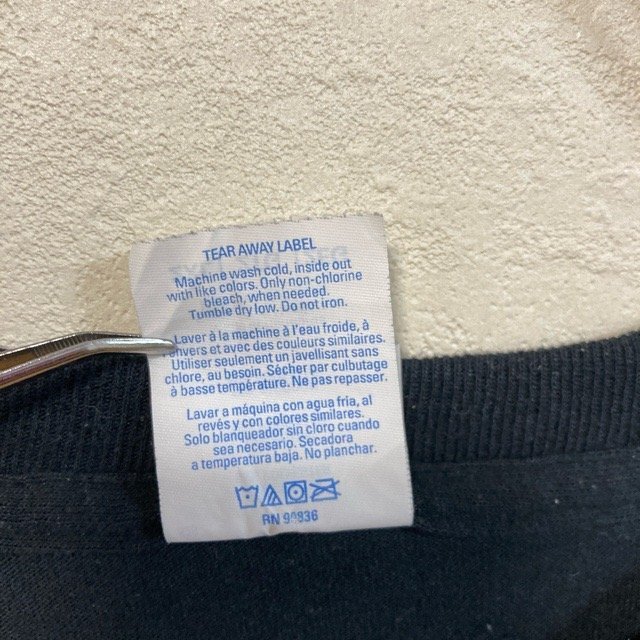 TEAR AWAY LABEL
Machine wash cold, inside out
with like colors. Only non-chlorine
bleach, when needed.
Tumble dry low. Do not iron.
Laver à la machine à l'eau froide, à
envers et avec des couleurs similaires.
Utiliser seulement un javellisant sans
chlore, au besoin. Sécher par culbutage
à basse température. Ne pas repasser.
Lavar a máquina con agua fria, al
revés y con colores similares.
Solo blanqueador sin cloro cuando
sea necesario. Secadora
a temperatura baja. No planchar.
RN